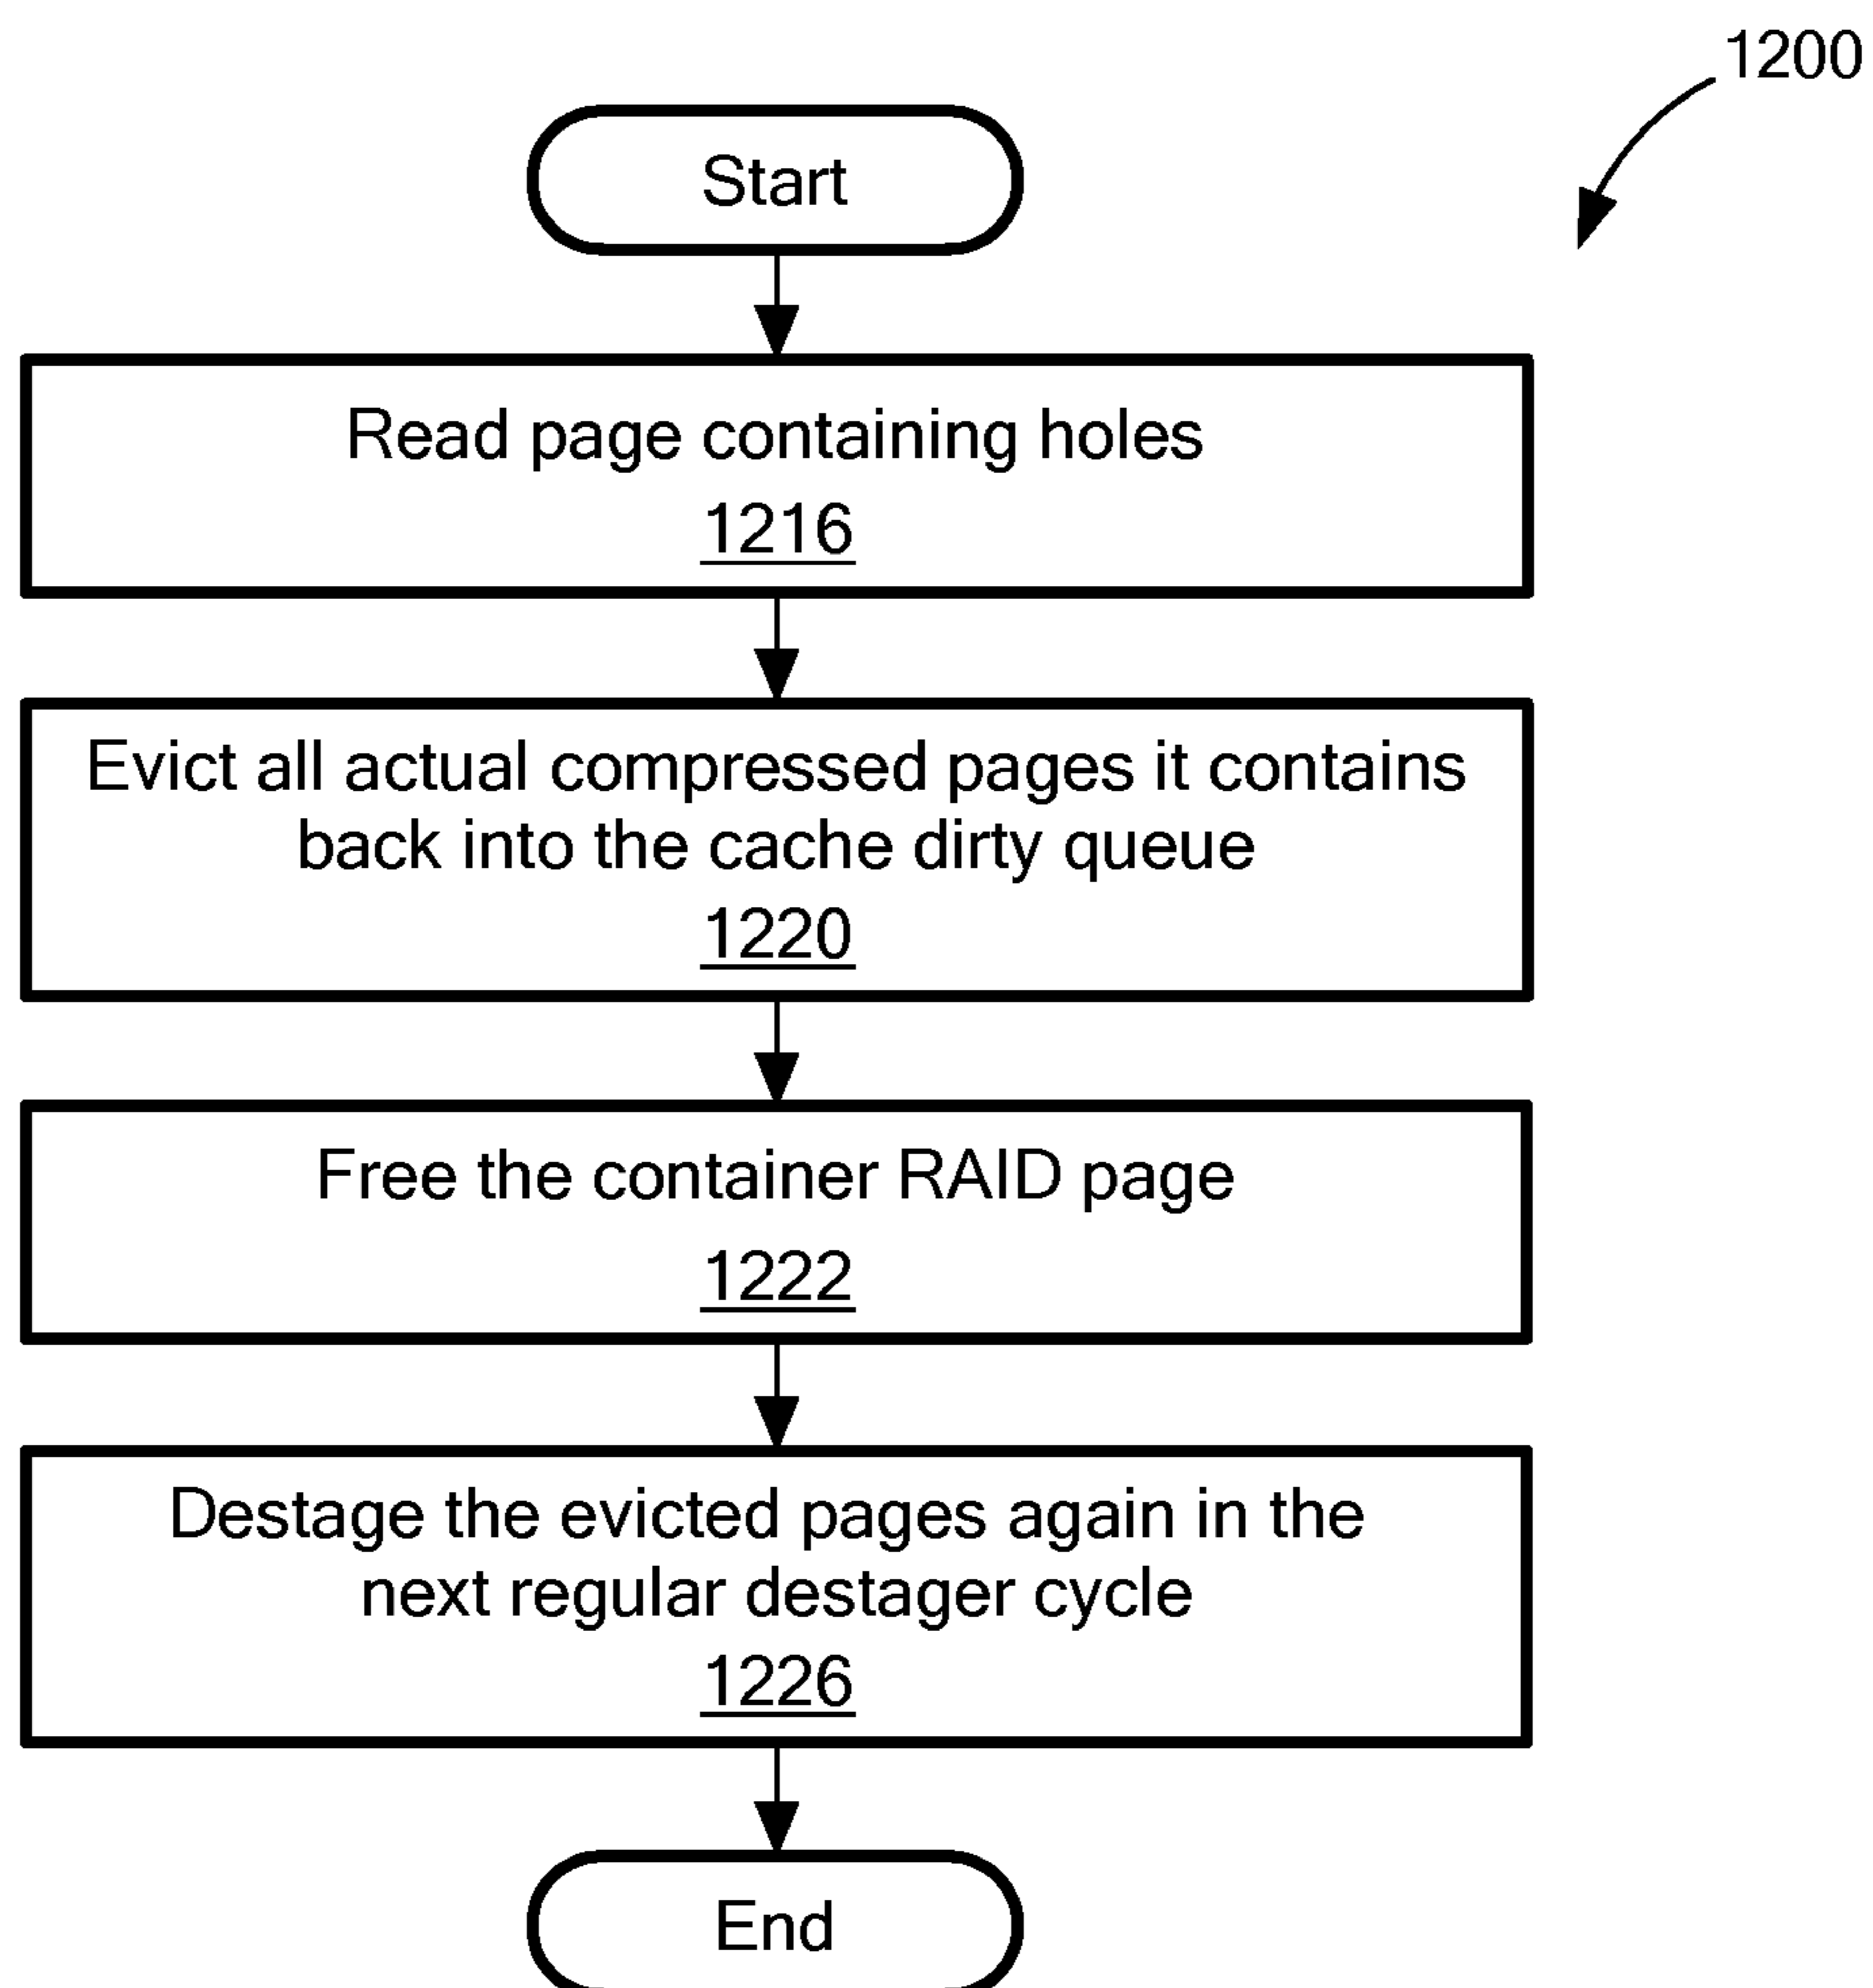 1200
Start
Read page containing holes
1216
Evict all actual compressed pages it contains
back into the cache dirty queue
1220
Free the container RAID page
1222
Destage the evicted pages again in the
next regular destager cycle
1226
End